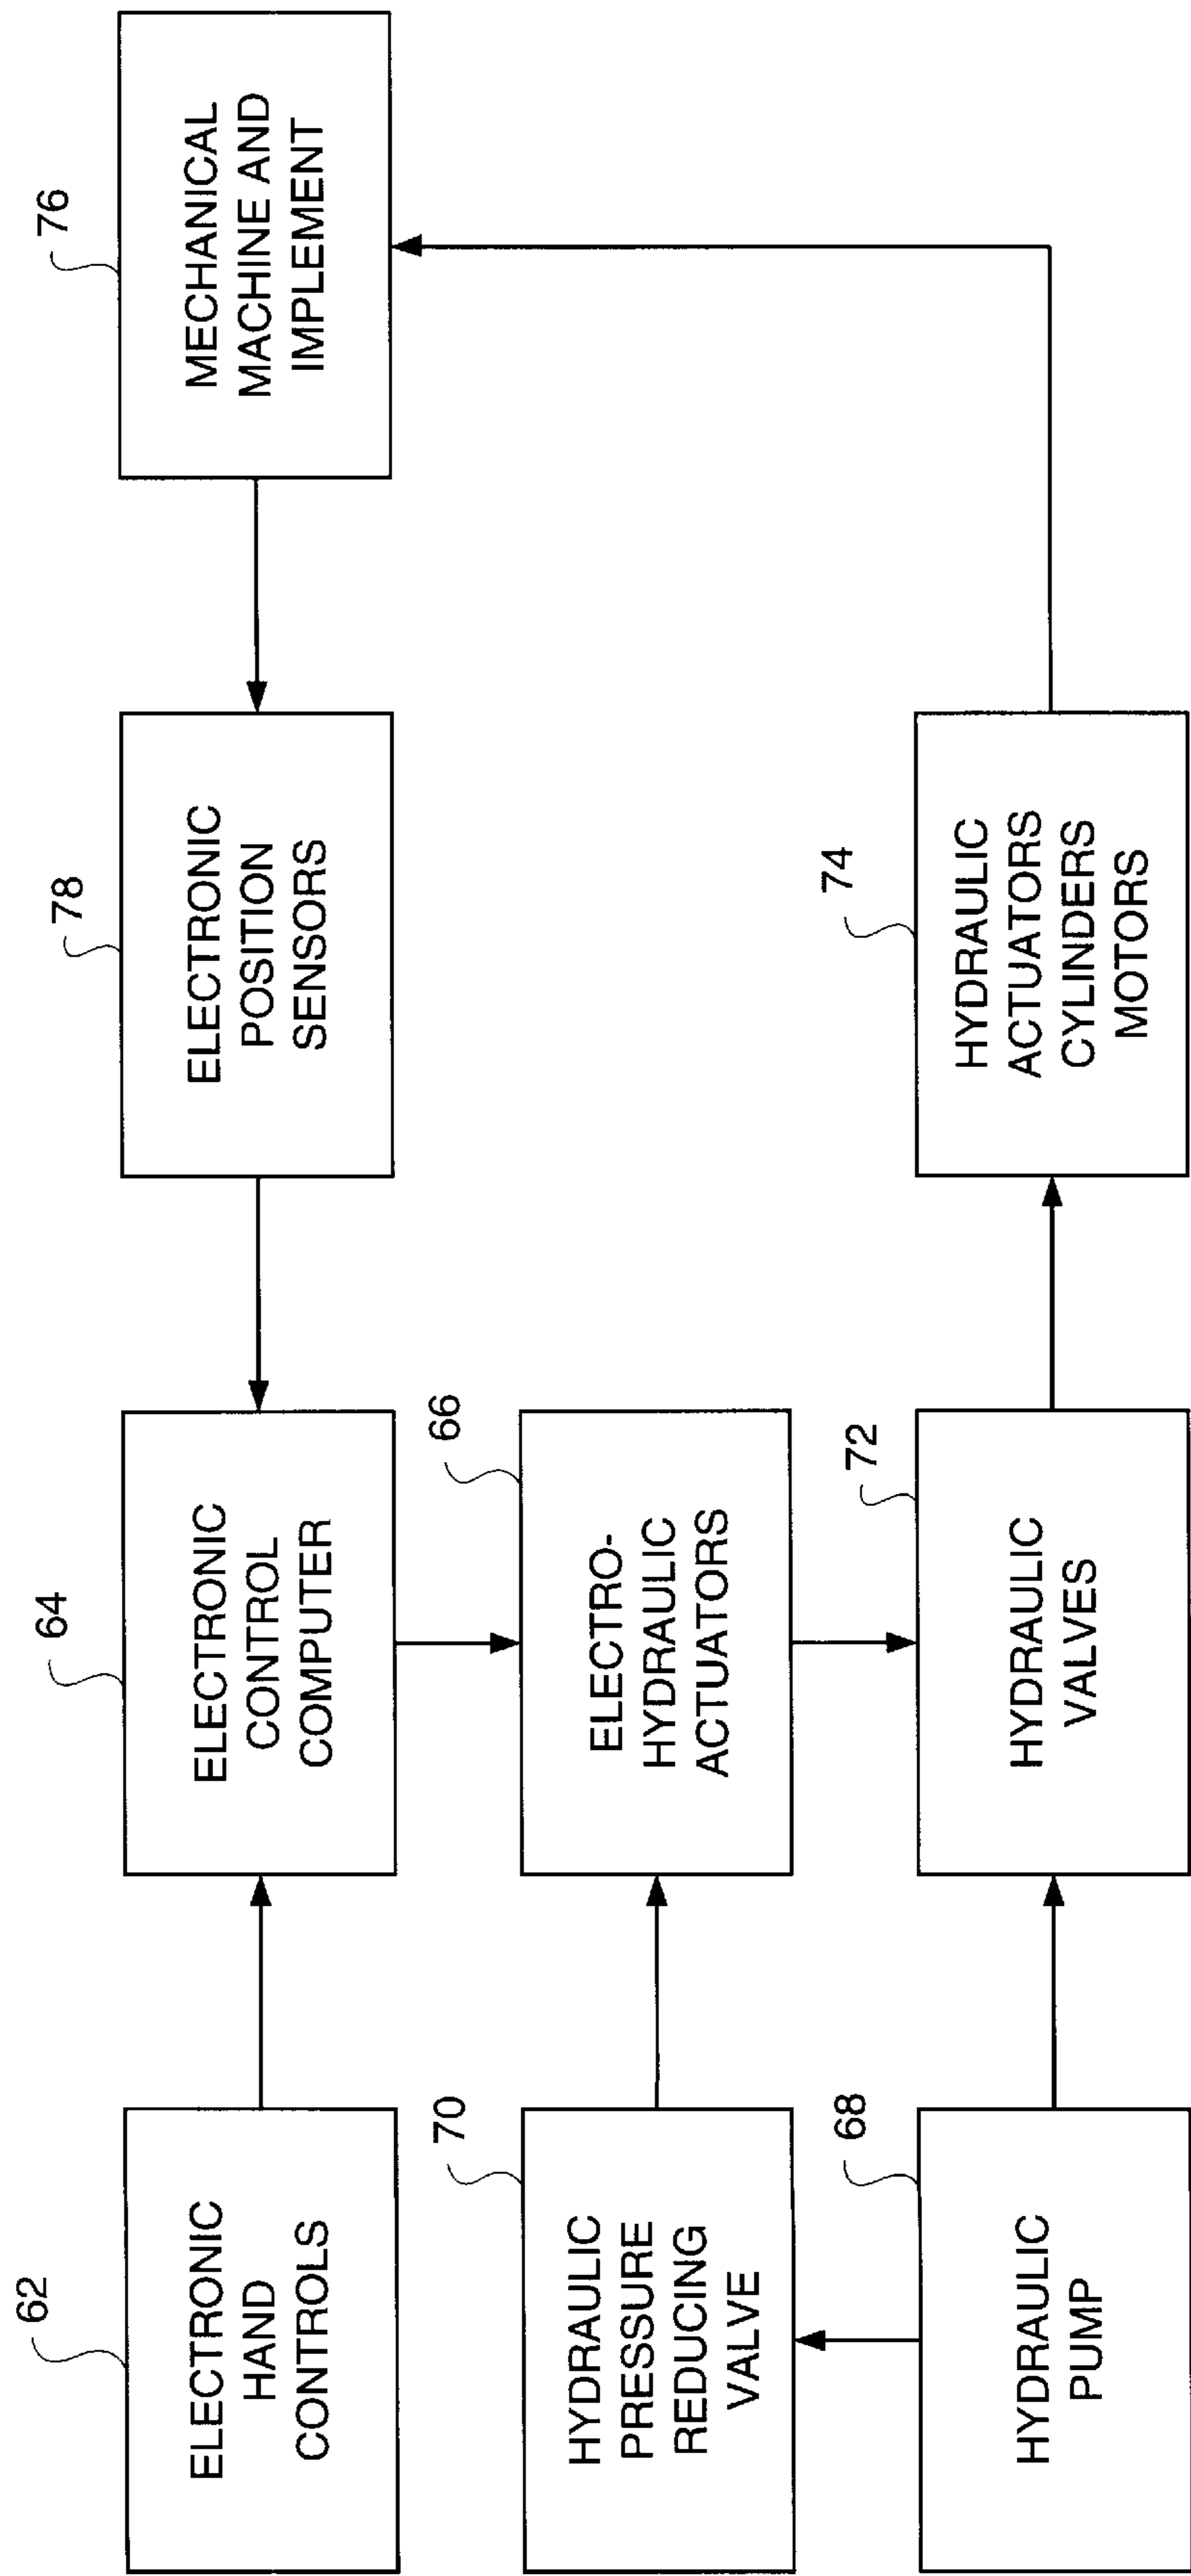 62
ELECTRONIC
HAND
CONTROLS
64
ELECTRONIC
CONTROL
COMPUTER
78
ELECTRONIC
POSITION
SENSORS
76
MECHANICAL
MACHINE AND
IMPLEMENT
70
HYDRAULIC
PRESSURE
REDUCING
VALVE
66
ELECTRO-
HYDRAULIC
ACTUATORS
68
HYDRAULIC
PUMP
72
HYDRAULIC
VALVES
74
HYDRAULIC
ACTUATORS
CYLINDERS
MOTORS